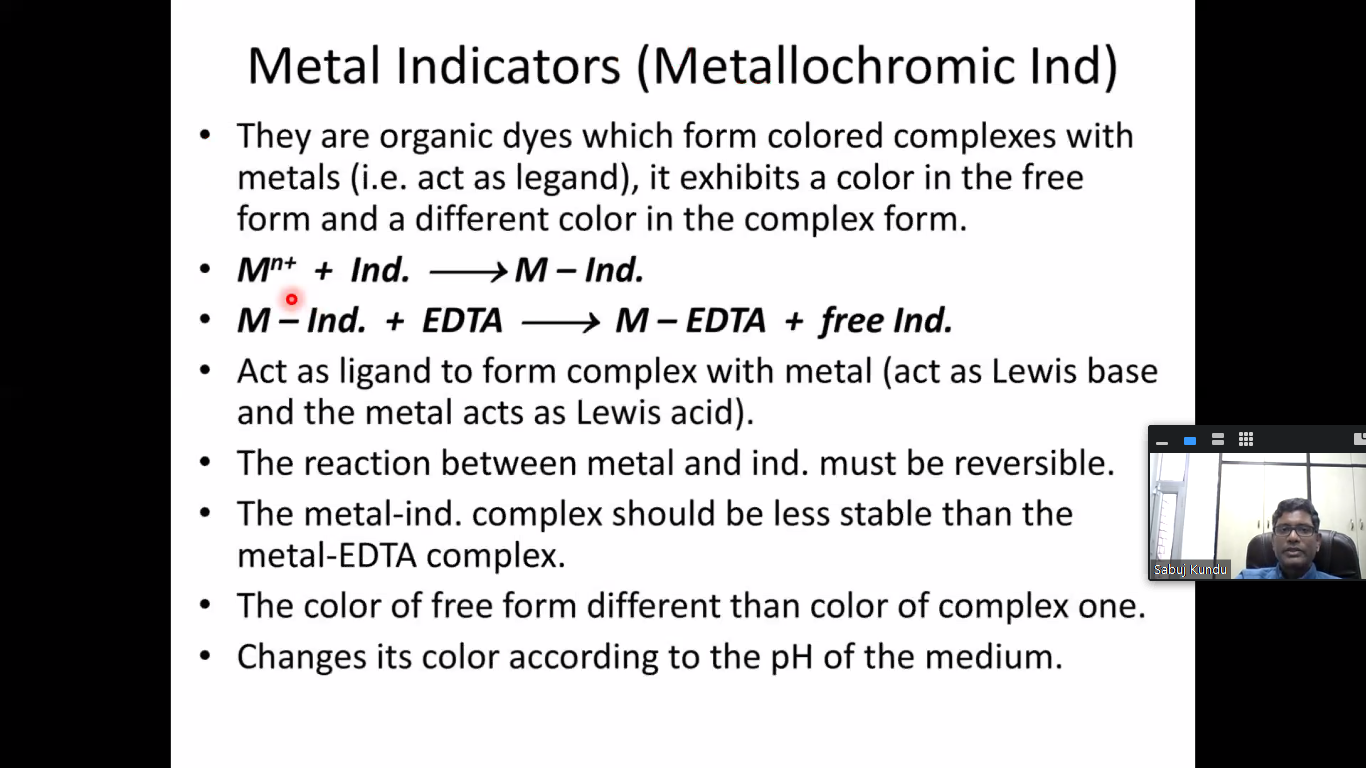 Metal Indicators (Metallochromic Ind)
• They are organic dyes which form colored complexes with
metals (i.e. act as legand), it exhibits a color in the free
form and a different color in the complex form.
• Mⁿ⁺ + Ind. ⟶ M – Ind.
• M – Ind. + EDTA ⟶ M – EDTA + free Ind.
• Act as ligand to form complex with metal (act as Lewis base
and the metal acts as Lewis acid).
• The reaction between metal and ind. must be reversible.
• The metal-ind. complex should be less stable than the
metal-EDTA complex.
• The color of free form different than color of complex one.
• Changes its color according to the pH of the medium.
Sabuj Kundu